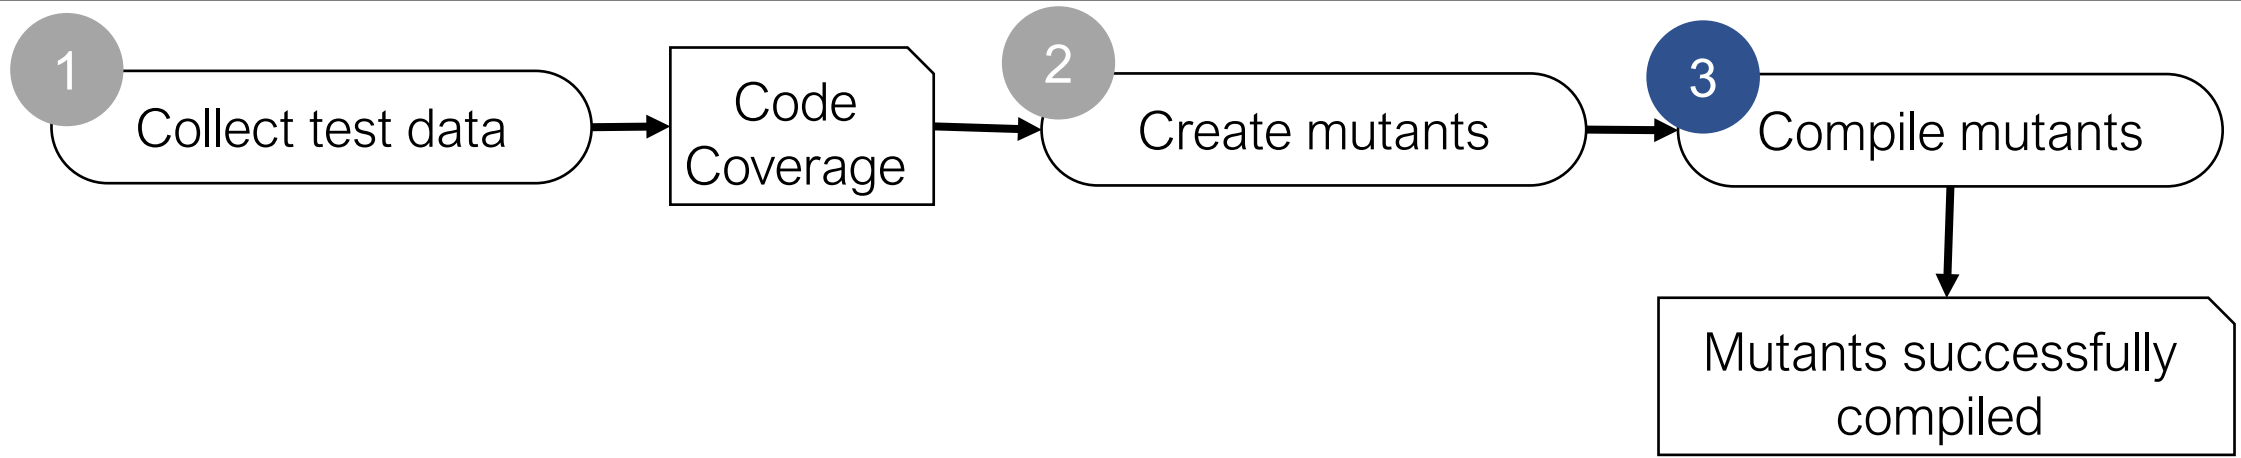 1
Collect test data
Code
Coverage
2
Create mutants
3
Compile mutants
Mutants successfully
compiled